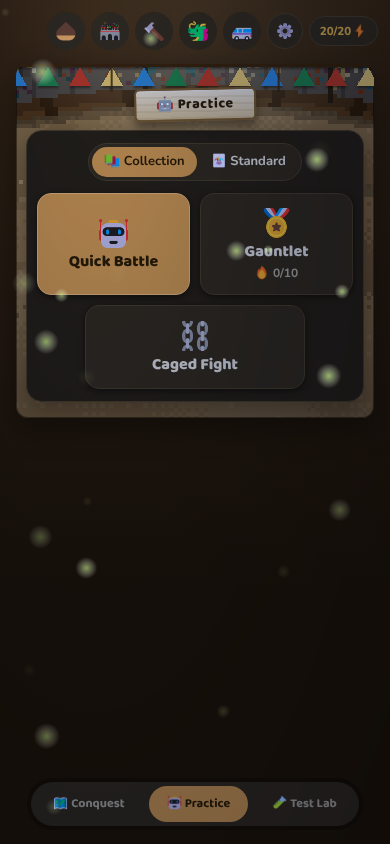 20/20
Practice
Collection
Standard
Quick Battle
Gauntlet
0/10
Caged Fight
Conquest
Practice
Test Lab